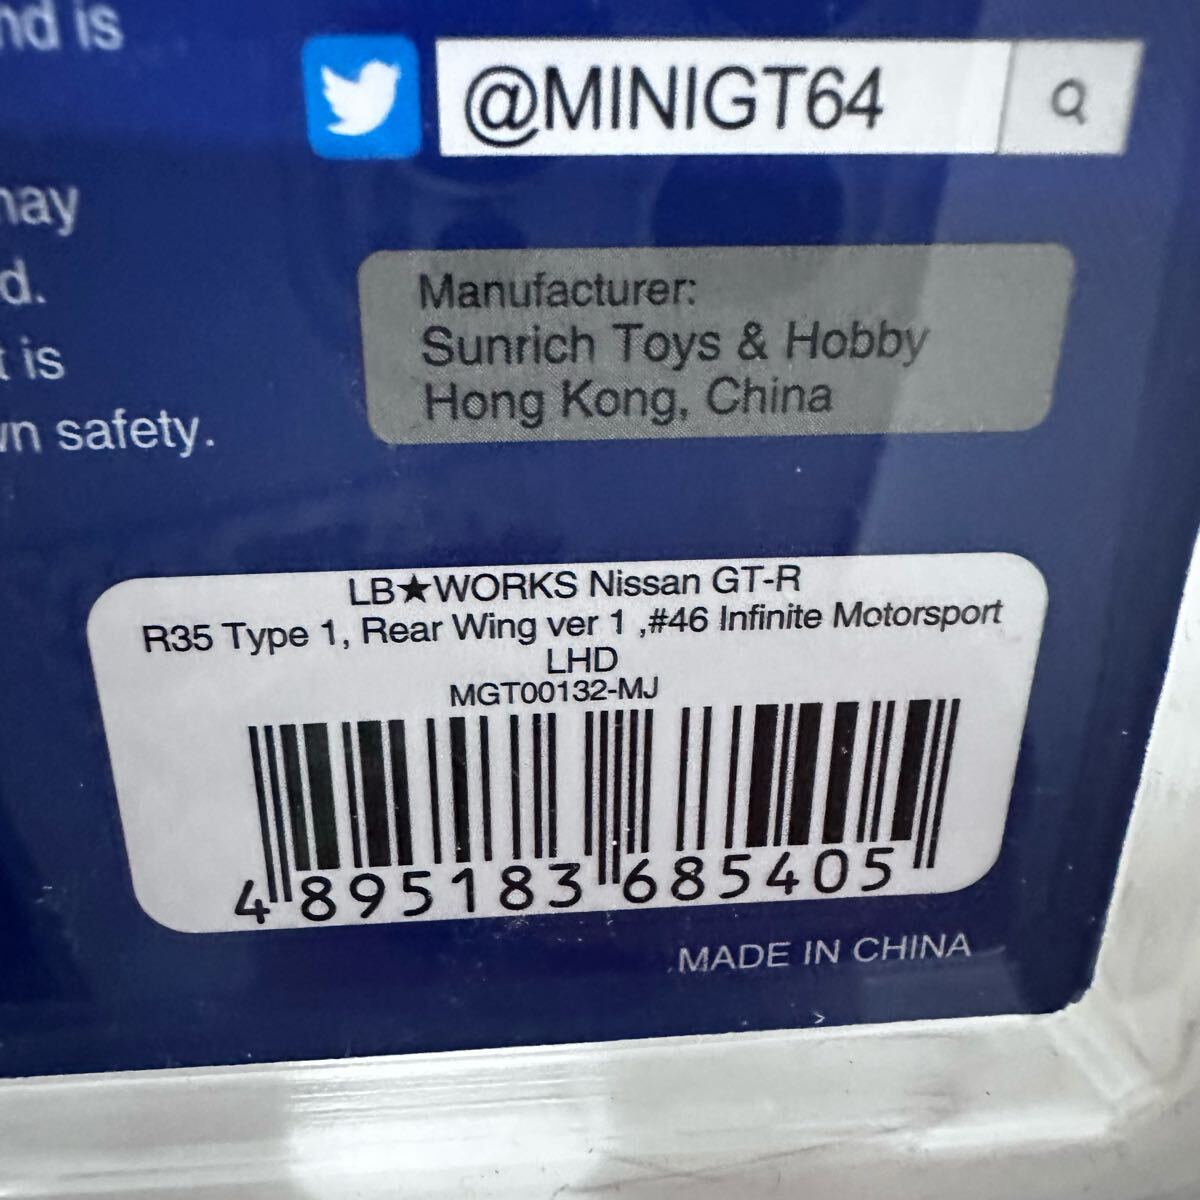 nd is
@MINIGT64
may
d.
t is
wn safety.
Manufacturer:
Sunrich Toys & Hobby
Hong Kong, China
LB★WORKS Nissan GT-R
R35 Type 1, Rear Wing ver 1 ,#46 Infinite Motorsport
LHD
MGT00132-MJ
4 895183 685405
MADE IN CHINA